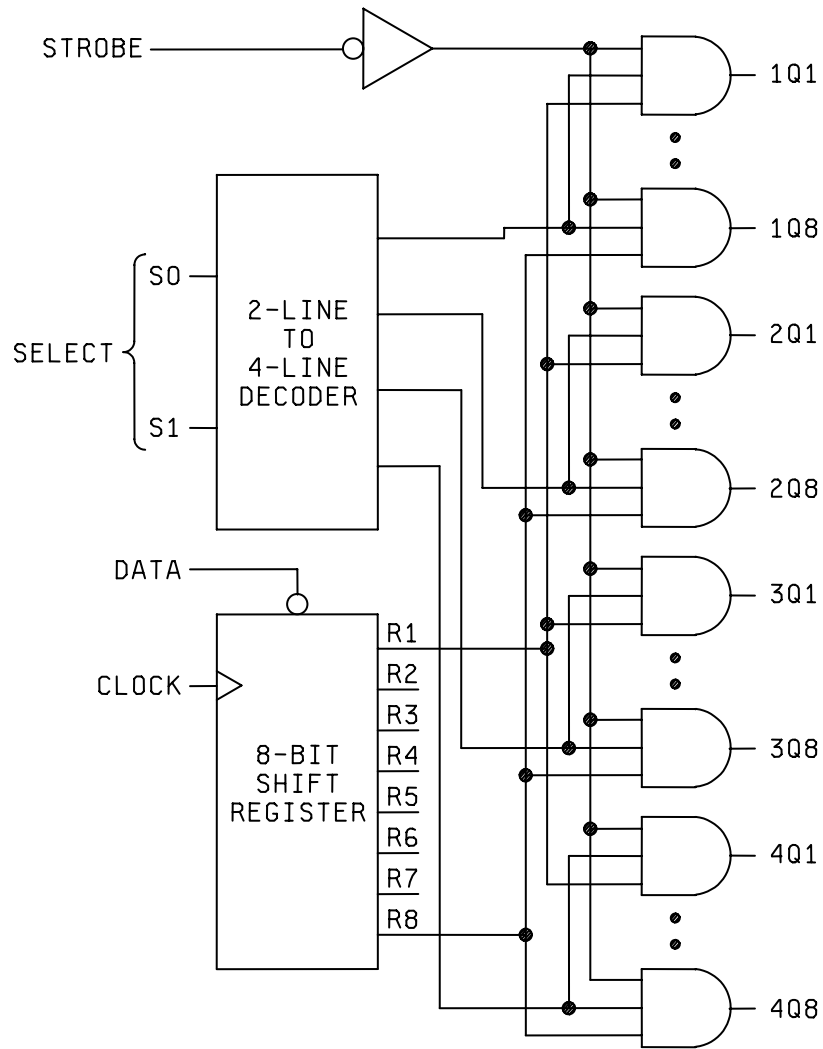 STROBE
1Q1
1Q8
S0
2-LINE
TO
4-LINE
DECODER
SELECT
S1
2Q1
2Q8
DATA
CLOCK
R1
R2
R3
R4
R5
R6
R7
R8
8-BIT
SHIFT
REGISTER
3Q1
3Q8
4Q1
4Q8